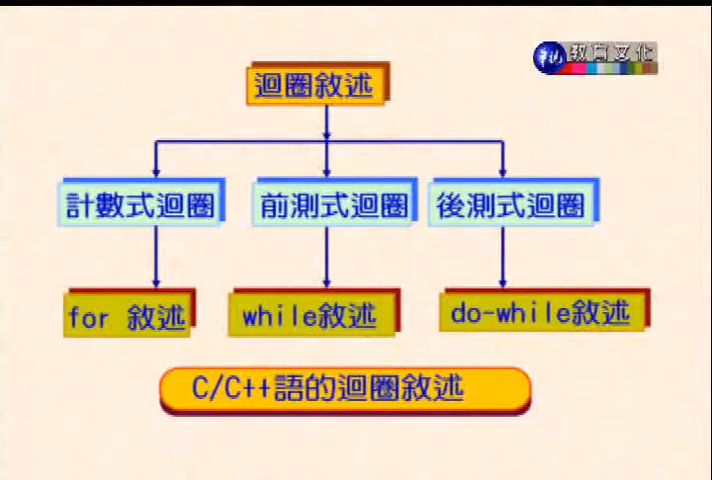 教育文化
迴圈敘述
計數式迴圈 前測式迴圈 後測式迴圈
for 敘述 while敘述 do-while敘述
C/C++語的迴圈敘述